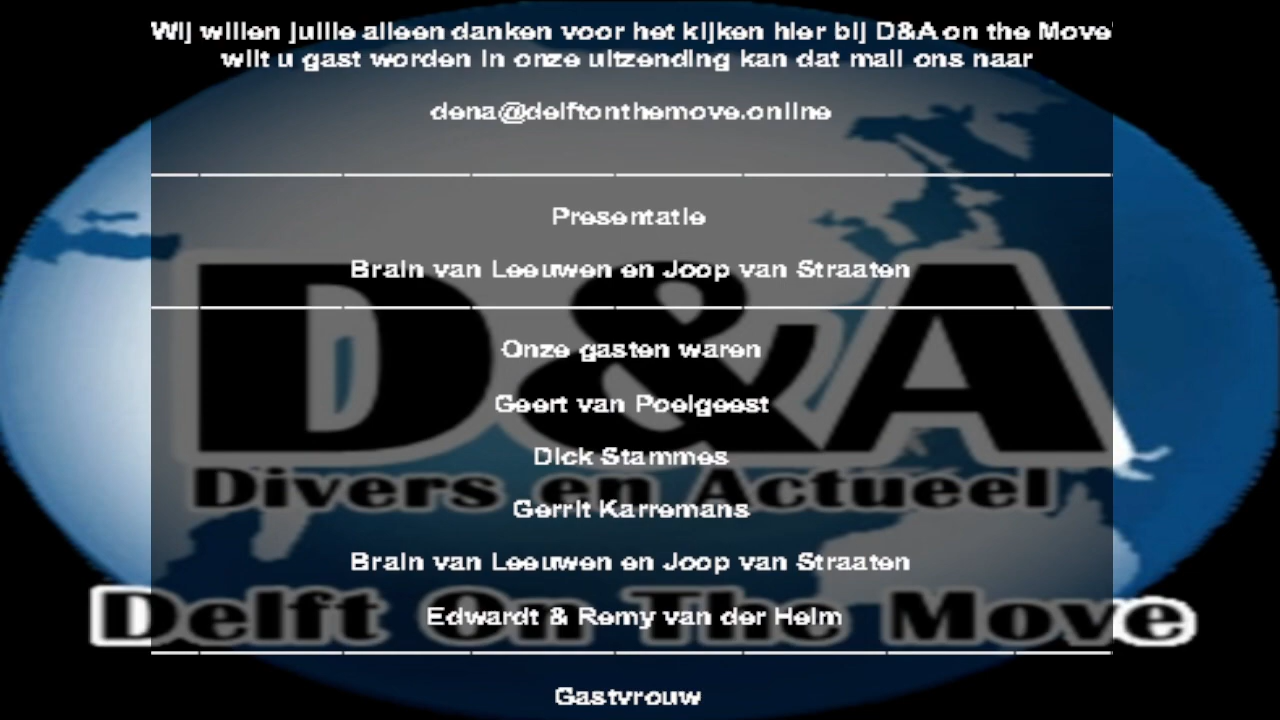 Wij willen jullie alleen danken voor het kijken hier bij D&A on the Move
wilt u gast worden in onze uitzending kan dat mail ons naar
dena@delftonthemove.online
Presentatie
Brain van Leeuwen en Joop van Straaten
Onze gasten waren
Geert van Poelgeest
Dick Stammes
Gerrit Karremans
Brain van Leeuwen en Joop van Straaten
Edwardt & Remy van der Helm
Gastvrouw
D&A
Divers en Actueel
Delft On The Move